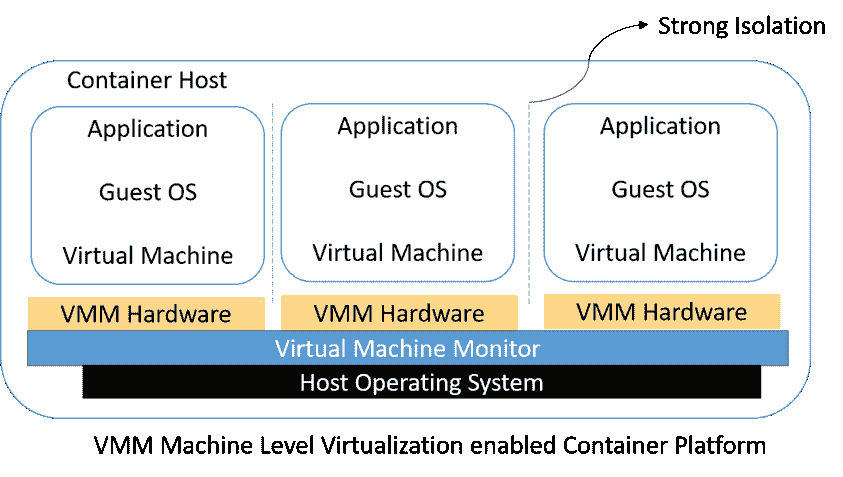 Strong Isolation
Container Host
Application
Guest OS
Virtual Machine
Application
Guest OS
Virtual Machine
Application
Guest OS
Virtual Machine
VMM Hardware
VMM Hardware
VMM Hardware
Virtual Machine Monitor
Host Operating System
VMM Machine Level Virtualization enabled Container Platform